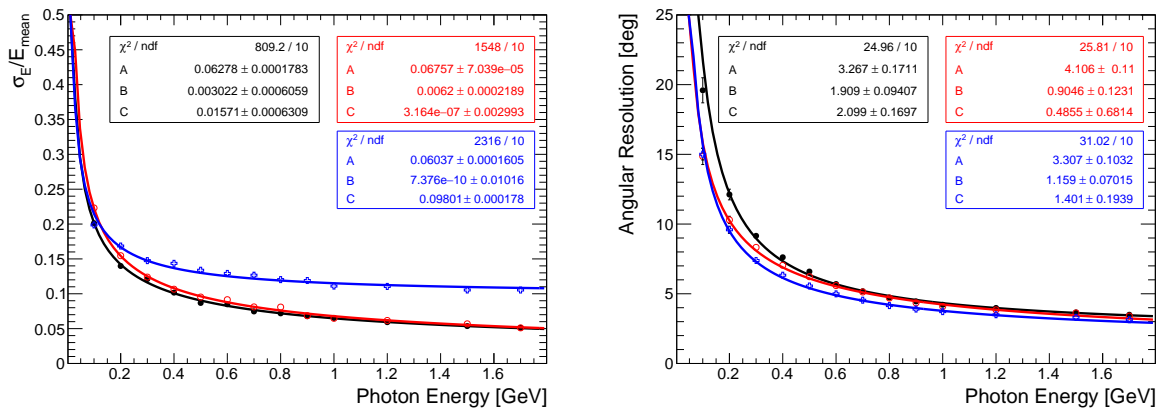 σE/Emean
0.5
0.45
0.4
0.35
0.3
0.25
0.2
0.15
0.1
0.05
0
χ² / ndf 809.2 / 10
A 0.06278 ± 0.0001783
B 0.003022 ± 0.0006059
C 0.01571 ± 0.0006309
χ² / ndf 1548 / 10
A 0.06757 ± 7.039e−05
B 0.0062 ± 0.0002189
C 3.164e−07 ± 0.002993
χ² / ndf 2316 / 10
A 0.06037 ± 0.0001605
B 7.376e−10 ± 0.01016
C 0.09801 ± 0.000178
0.2 0.4 0.6 0.8 1 1.2 1.4 1.6
Photon Energy [GeV]
Angular Resolution [deg]
25
20
15
10
5
0
χ² / ndf 24.96 / 10
A 3.267 ± 0.1711
B 1.909 ± 0.09407
C 2.099 ± 0.1697
χ² / ndf 25.81 / 10
A 4.106 ± 0.11
B 0.9046 ± 0.1231
C 0.4855 ± 0.6814
χ² / ndf 31.02 / 10
A 3.307 ± 0.1032
B 1.159 ± 0.07015
C 1.401 ± 0.1939
0.2 0.4 0.6 0.8 1 1.2 1.4 1.6
Photon Energy [GeV]